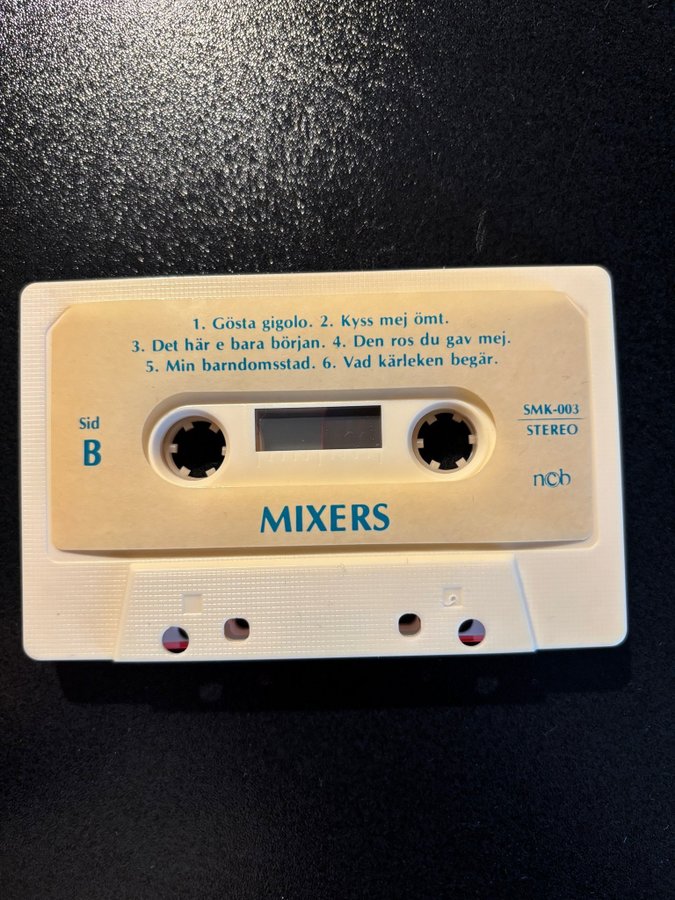 1. Gösta gigolo. 2. Kyss mej ömt.
3. Det här e bara början. 4. Den ros du gav mej.
5. Min barndomsstad. 6. Vad kärleken begär.
Sid
B
SMK-003
STEREO
ncb
MIXERS